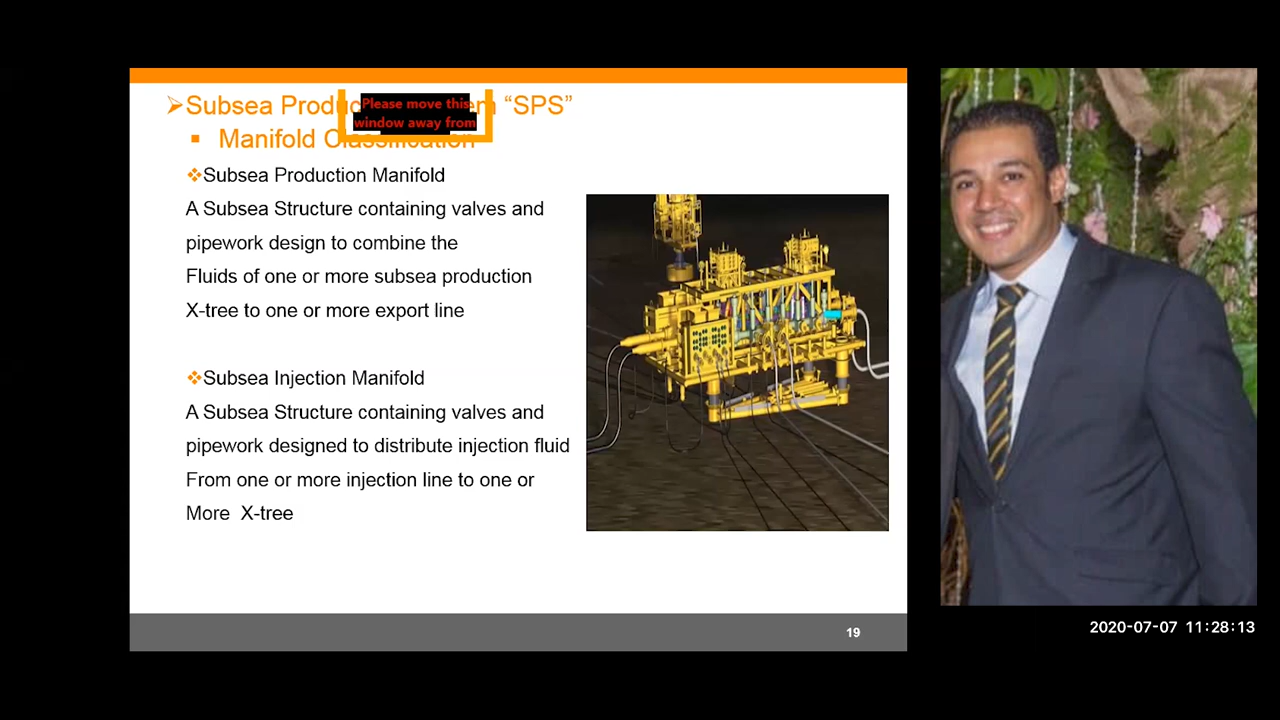 ➢Subsea Produc em “SPS”
Please move this
window away from
▪ Manifold Classification
❖Subsea Production Manifold
A Subsea Structure containing valves and
pipework design to combine the
Fluids of one or more subsea production
X-tree to one or more export line
❖Subsea Injection Manifold
A Subsea Structure containing valves and
pipework designed to distribute injection fluid
From one or more injection line to one or
More X-tree
19
2020-07-07 11:28:13